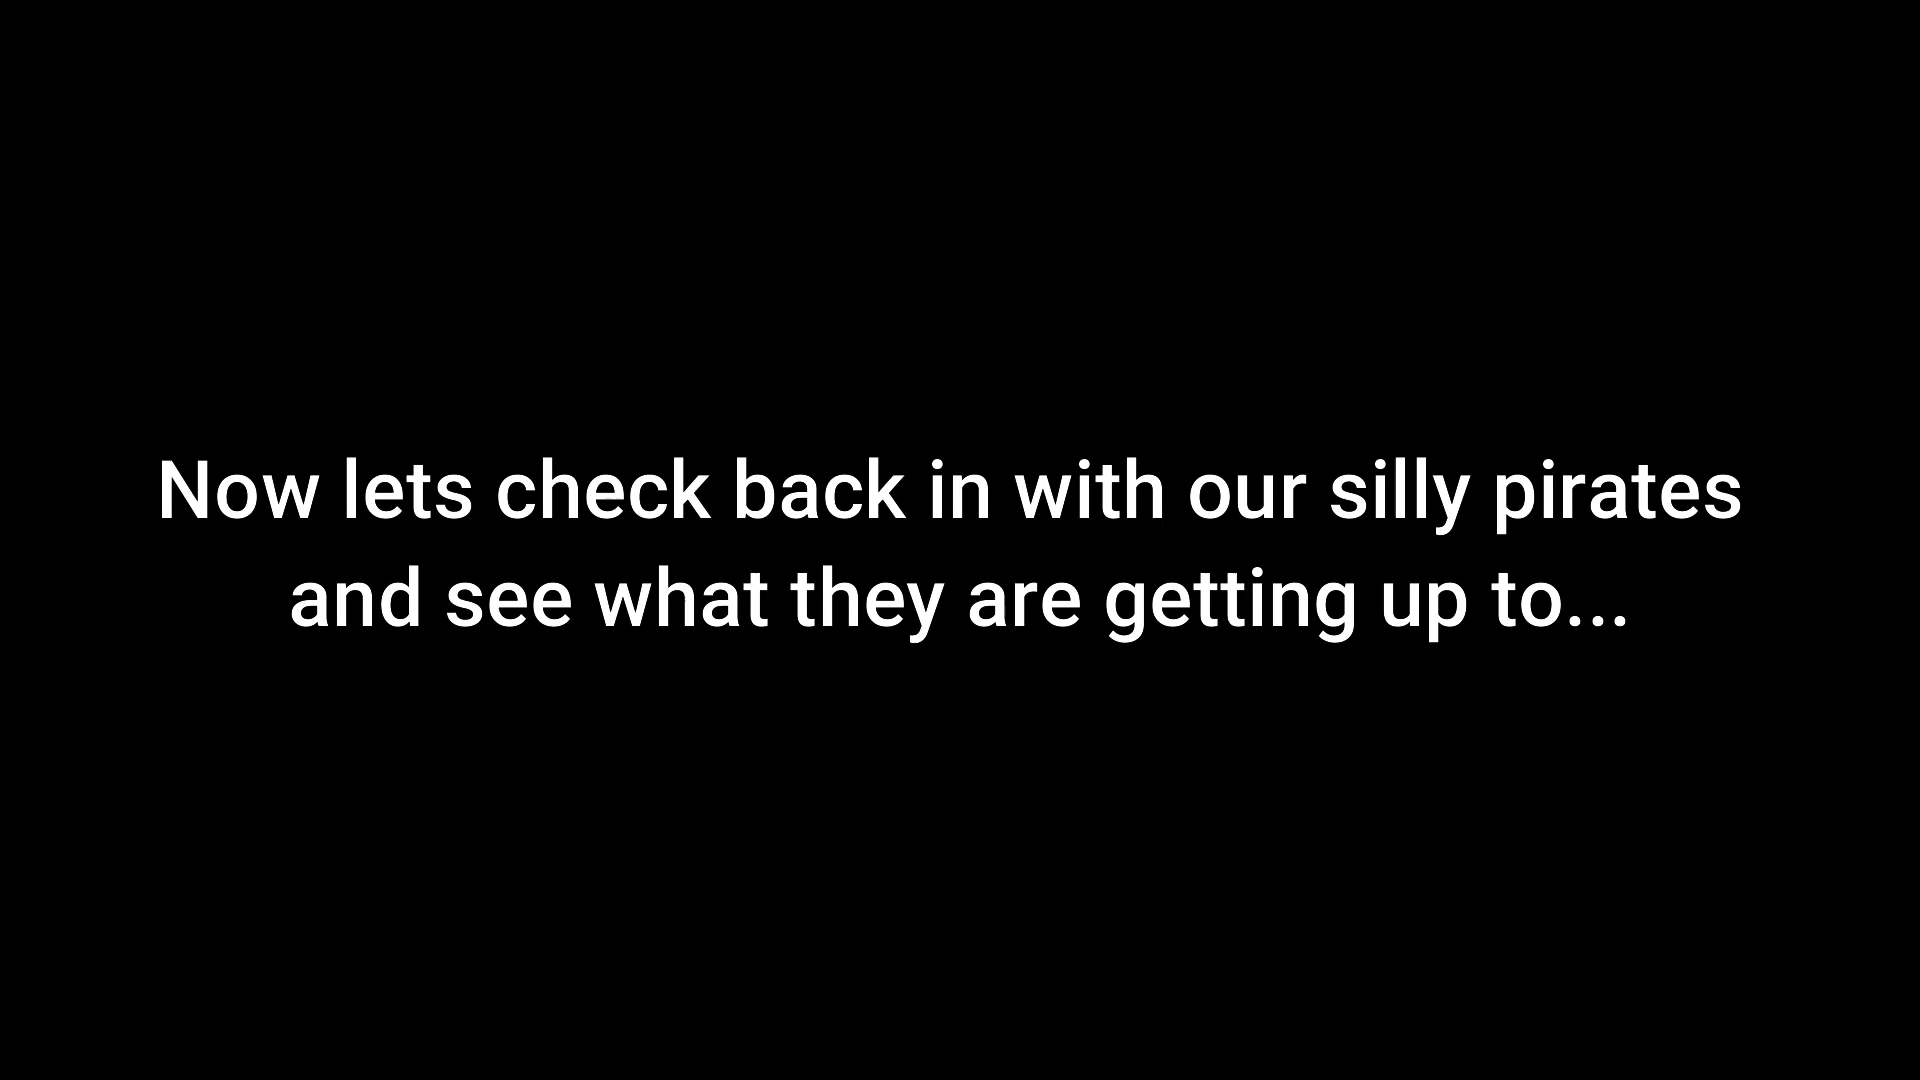 Now lets check back in with our silly pirates
and see what they are getting up to...